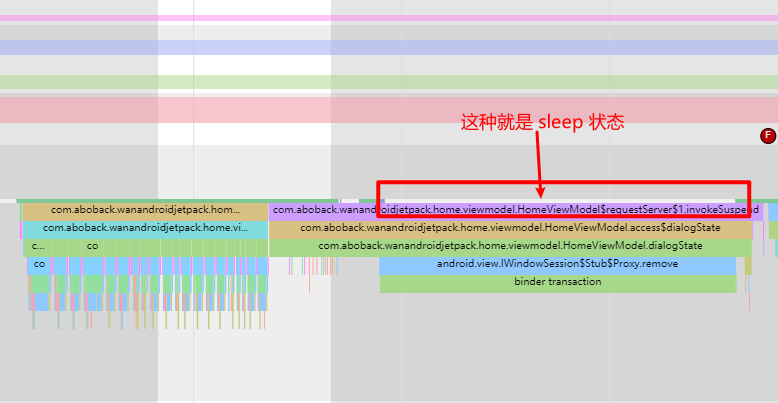 这种就是 sleep 状态
F
com.aboback.wanandroidjetpack.hom...
com.aboback.wanandroidjetpack.home.viewmodel.HomeViewModel$requestServer$1.invokeSuspend
com.aboback.wanandroidjetpack.home.vi...
com.aboback.wanandroidjetpack.home.viewmodel.HomeViewModel.access$dialogState
c...
co
com.aboback.wanandroidjetpack.home.viewmodel.HomeViewModel.dialogState
co
android.view.IWindowSession$Stub$Proxy.remove
binder transaction